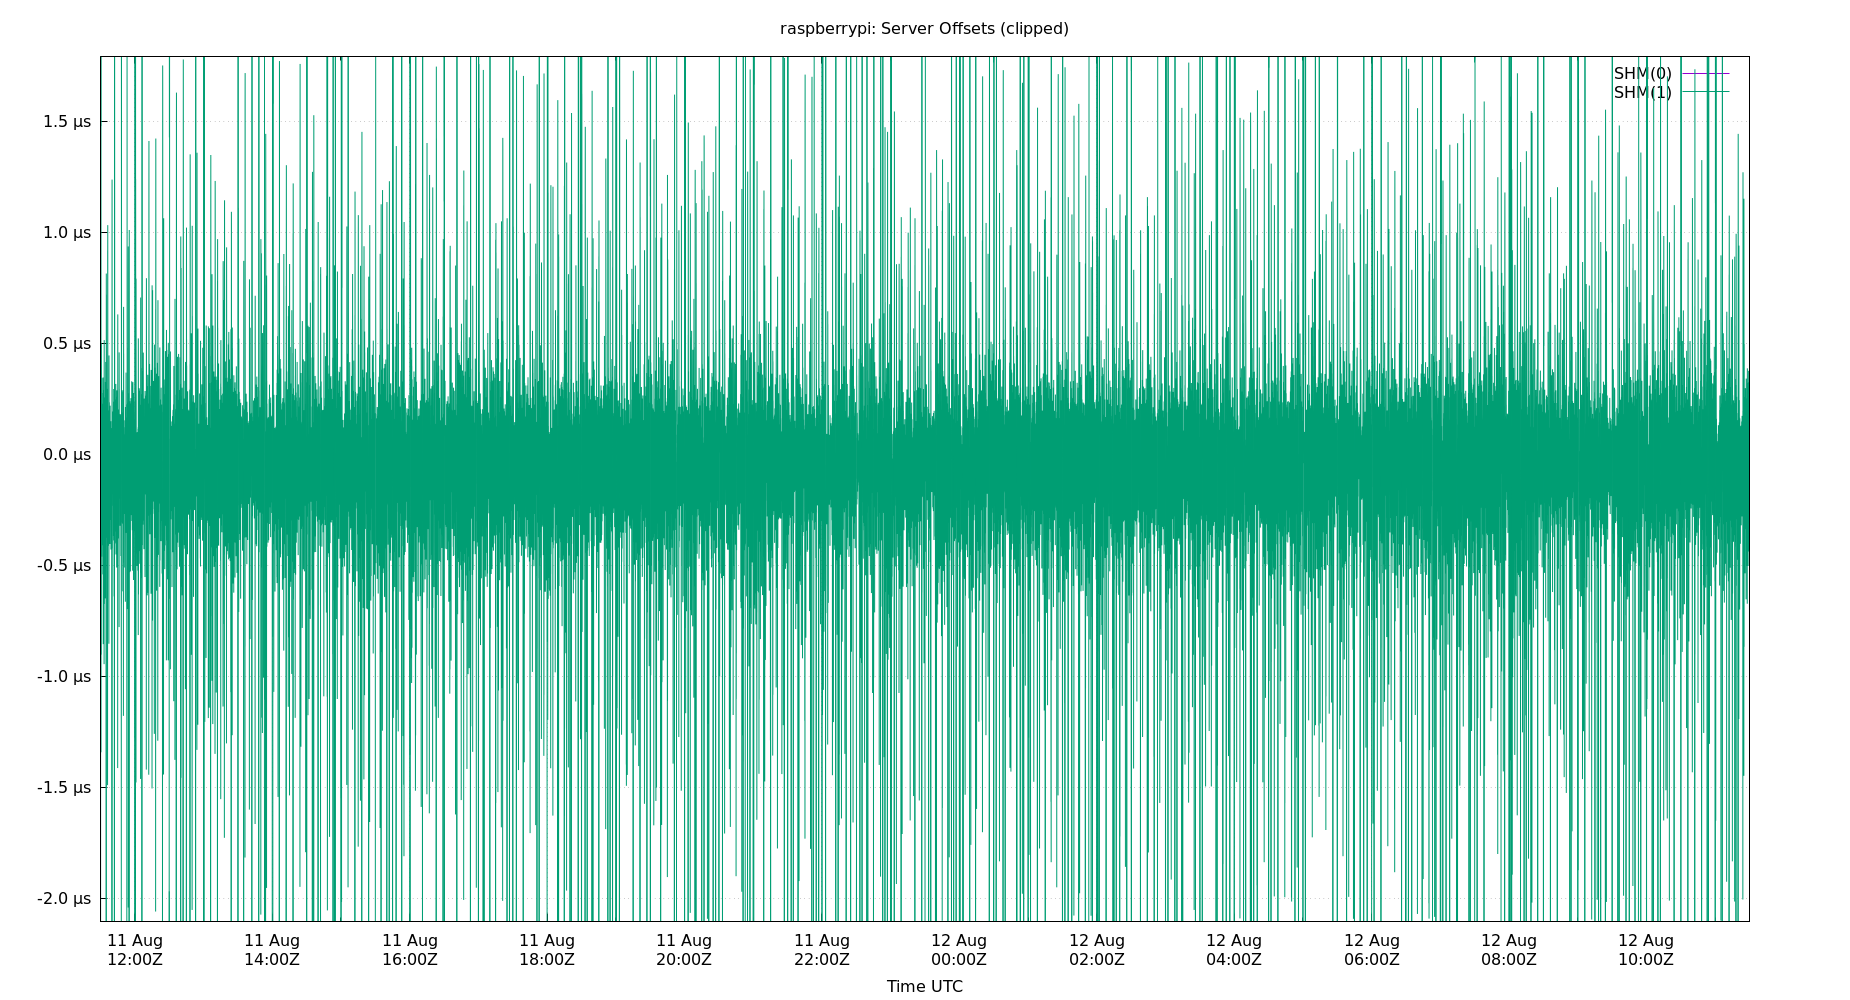 raspberrypi: Server Offsets (clipped)
SHM(0)
SHM(1)
1.5 µs
1.0 µs
0.5 µs
0.0 µs
-0.5 µs
-1.0 µs
-1.5 µs
-2.0 µs
11 Aug 11 Aug 11 Aug 11 Aug 11 Aug 11 Aug 12 Aug 12 Aug 12 Aug 12 Aug 12 Aug 12 Aug
12:00Z 14:00Z 16:00Z 18:00Z 20:00Z 22:00Z 00:00Z 02:00Z 04:00Z 06:00Z 08:00Z 10:00Z
Time UTC